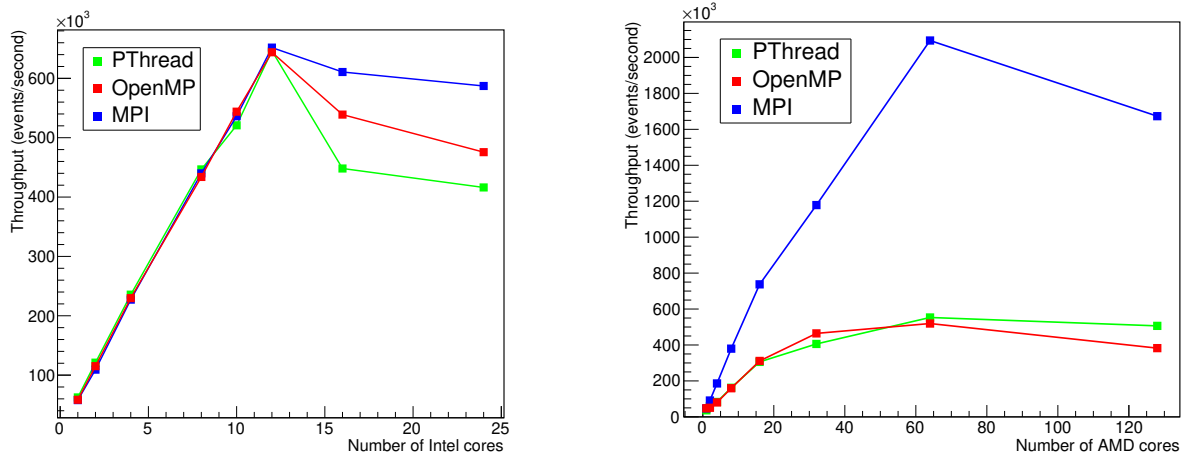 ×10³
Throughput (events/second)
PThread
OpenMP
MPI
600
500
400
300
200
100
0 5 10 15 20 25
Number of Intel cores
×10³
Throughput (events/second)
PThread
OpenMP
MPI
2000
1800
1600
1400
1200
1000
800
600
400
200
0
0 20 40 60 80 100 120
Number of AMD cores